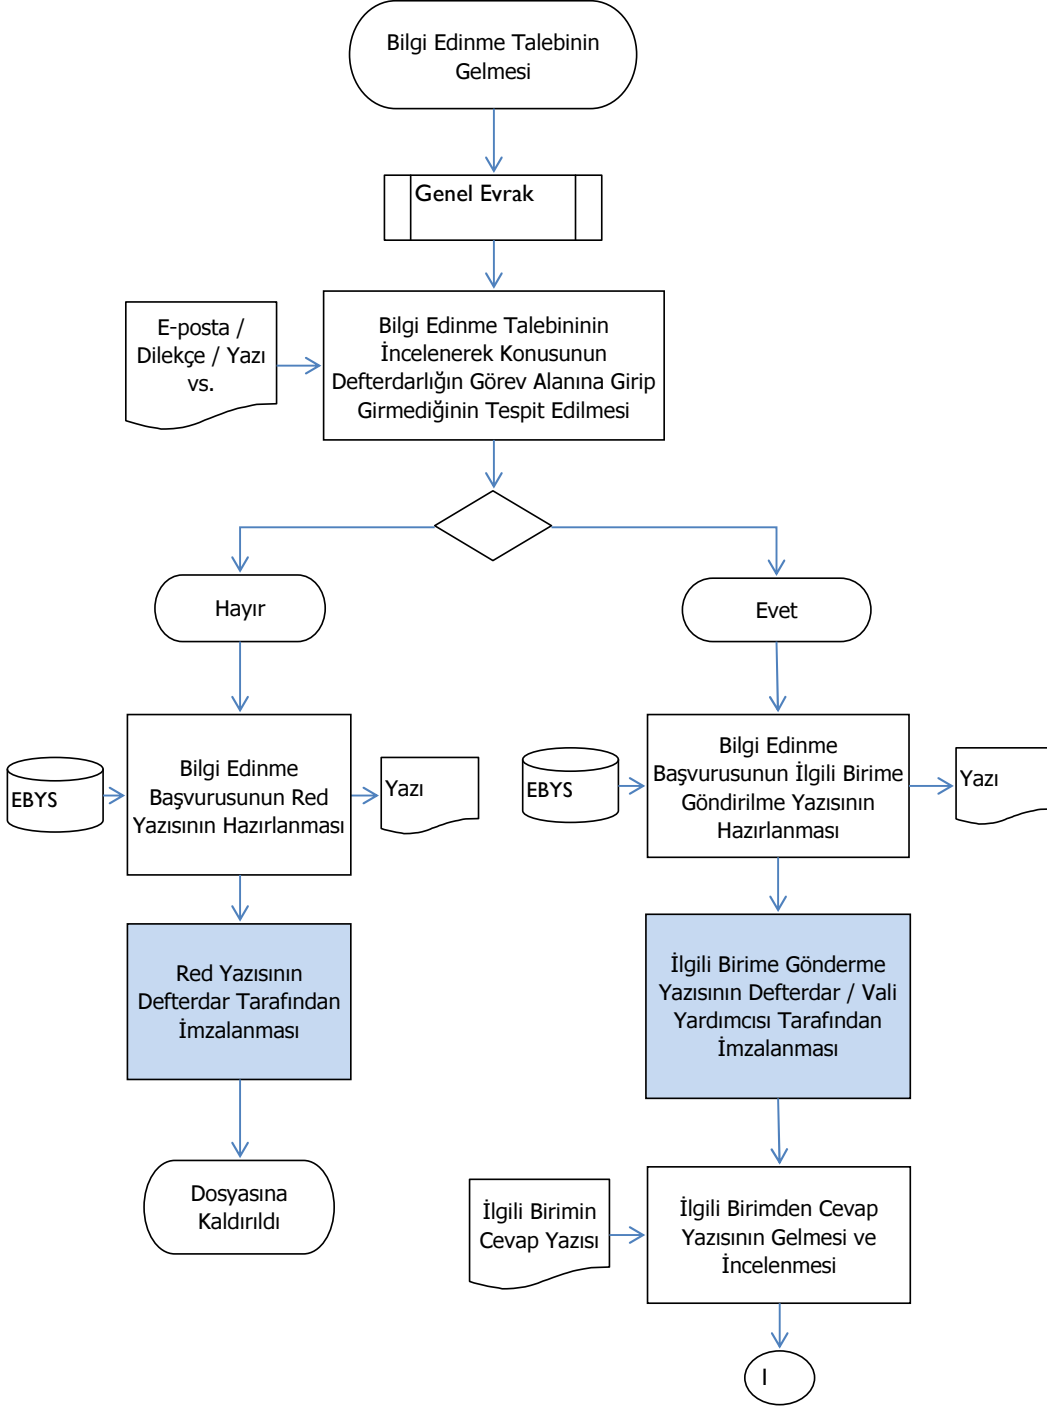 Bilgi Edinme Talebinin
Gelmesi
Genel Evrak
E-posta /
Dilekçe / Yazı
vs.
Bilgi Edinme Talebininin
İncelenerek Konusunun
Defterdarlığın Görev Alanına Girip
Girmediğinin Tespit Edilmesi
Hayır
Evet
EBYS
Bilgi Edinme
Başvurusunun Red
Yazısının Hazırlanması
Yazı
EBYS
Bilgi Edinme
Başvurusunun İlgili Birime
Göndirilme Yazısının
Hazırlanması
Yazı
Red Yazısının
Defterdar Tarafından
İmzalanması
İlgili Birime Gönderme
Yazısının Defterdar / Vali
Yardımcısı Tarafından
İmzalanması
Dosyasına
Kaldırıldı
İlgili Birimin
Cevap Yazısı
İlgili Birimden Cevap
Yazısının Gelmesi ve
İncelenmesi
I